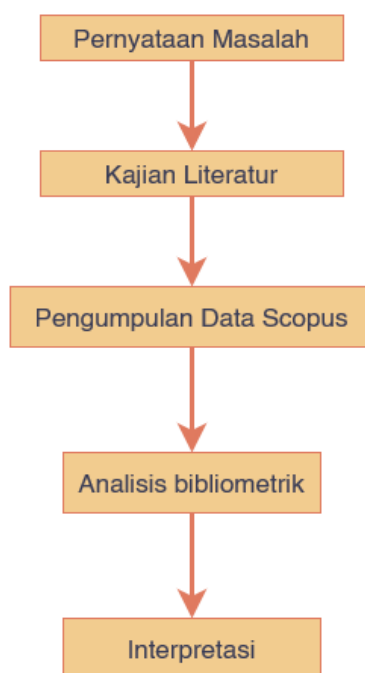 Pernyataan Masalah
Kajian Literatur
Pengumpulan Data Scopus
Analisis bibliometrik
Interpretasi